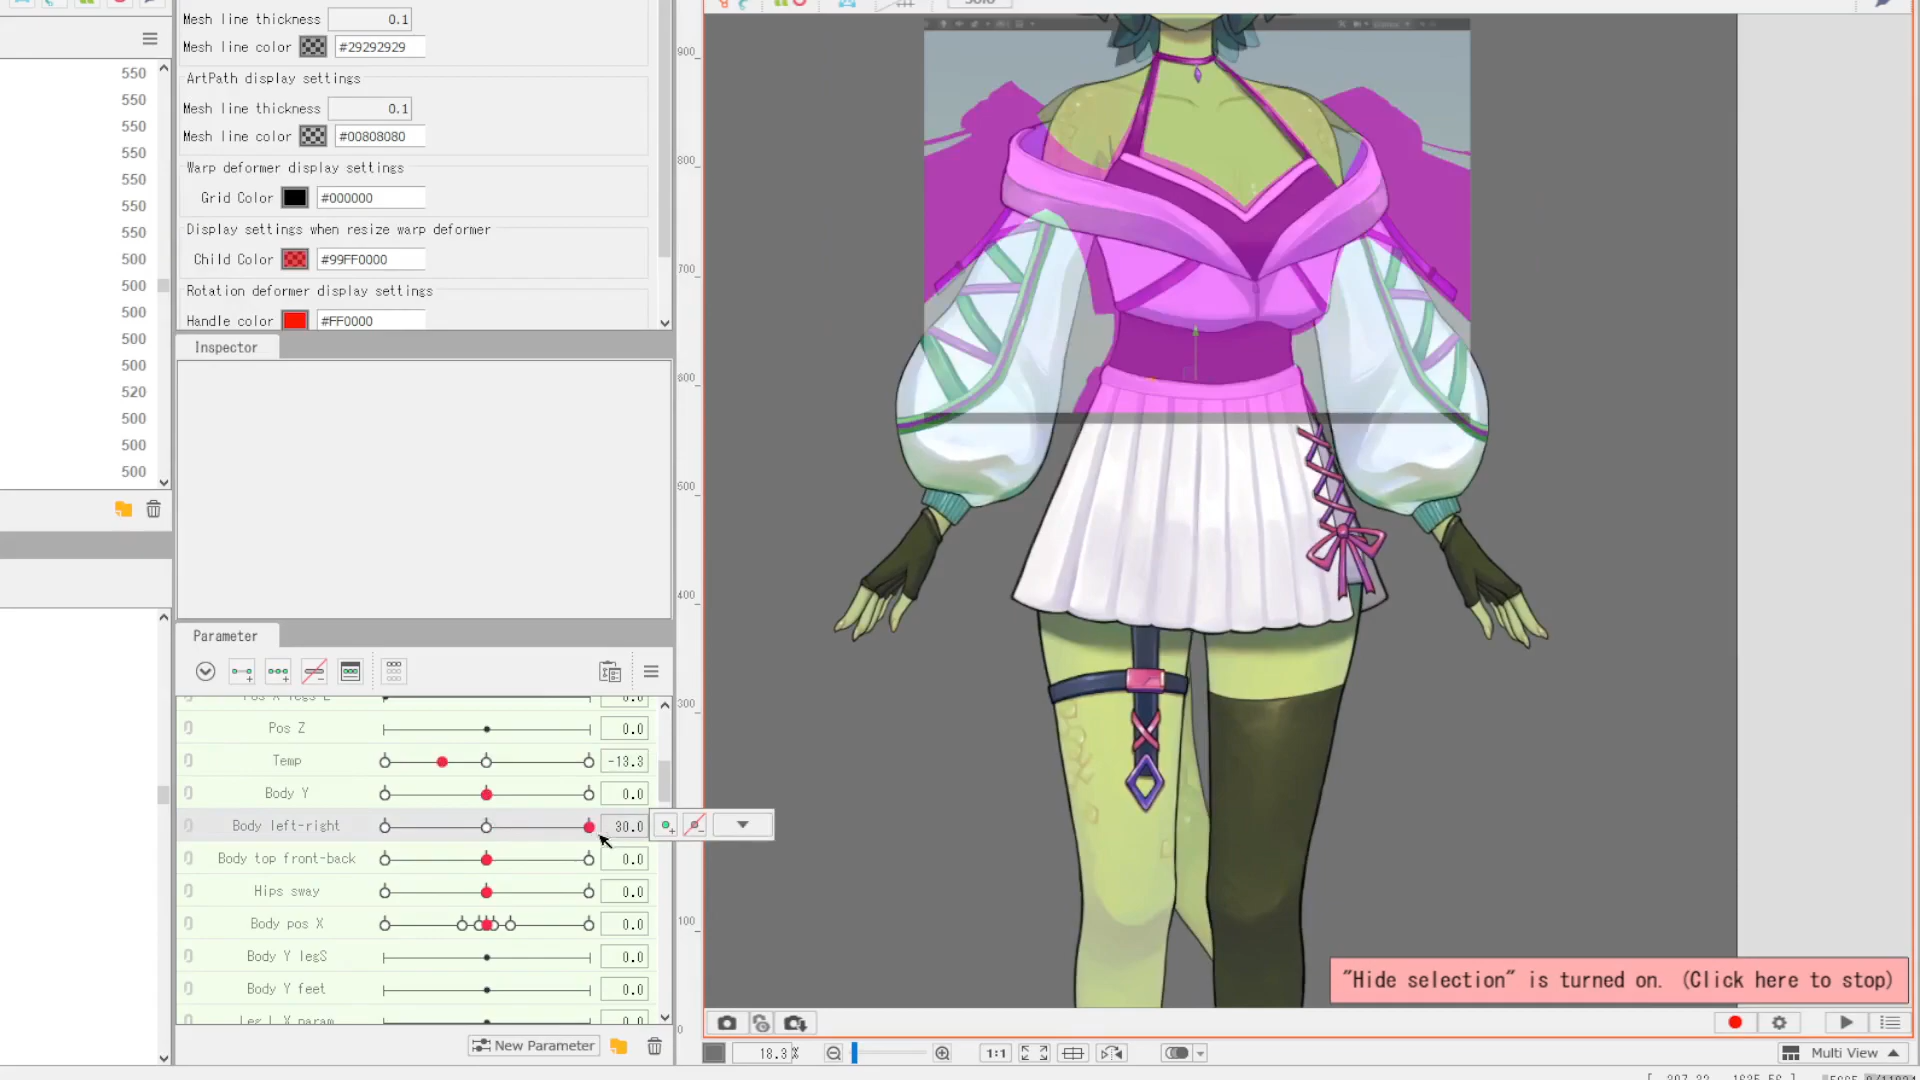 Solo
Mesh line thickness 0.1
Mesh line color #29292929
ArtPath display settings
Mesh line thickness 0.1
Mesh line color #00808080
Warp deformer display settings
Grid Color #000000
Display settings when resize warp deformer
Child Color #99FF0000
Rotation deformer display settings
Handle color #FF0000
550
550
550
550
550
550
550
500
500
500
500
500
520
500
500
500
Inspector
Parameter
Pos Z 0.0
Temp -13.3
Body Y 0.0
Body left-right 30.0
Body top front-back 0.0
Hips sway 0.0
Body pos X 0.0
Body Y legS 0.0
Body Y feet 0.0
Leg L X param 0.0
New Parameter
900
800
700
600
500
400
300
100
0
"Hide selection" is turned on. (Click here to stop)
18.3%
1:1
Multi View